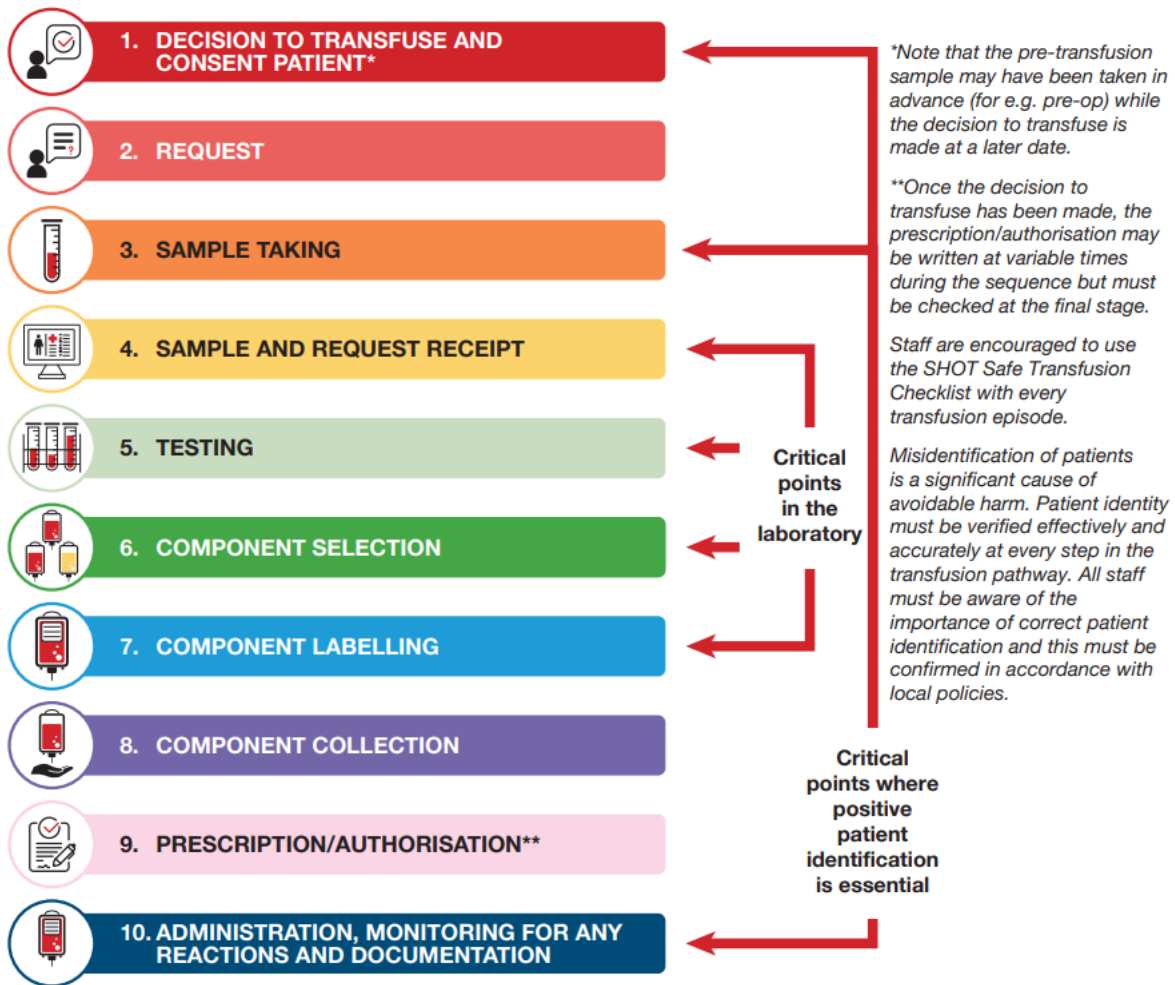 1. DECISION TO TRANSFUSE AND
CONSENT PATIENT*
2. REQUEST
3. SAMPLE TAKING
4. SAMPLE AND REQUEST RECEIPT
5. TESTING
6. COMPONENT SELECTION
7. COMPONENT LABELLING
8. COMPONENT COLLECTION
9. PRESCRIPTION/AUTHORISATION**
10. ADMINISTRATION, MONITORING FOR ANY
REACTIONS AND DOCUMENTATION
Critical
points
in the
laboratory
Critical
points where
positive
patient
identification
is essential
*Note that the pre-transfusion
sample may have been taken in
advance (for e.g. pre-op) while
the decision to transfuse is
made at a later date.
**Once the decision to
transfuse has been made, the
prescription/authorisation may
be written at variable times
during the sequence but must
be checked at the final stage.
Staff are encouraged to use
the SHOT Safe Transfusion
Checklist with every
transfusion episode.
Misidentification of patients
is a significant cause of
avoidable harm. Patient identity
must be verified effectively and
accurately at every step in the
transfusion pathway. All staff
must be aware of the
importance of correct patient
identification and this must be
confirmed in accordance with
local policies.